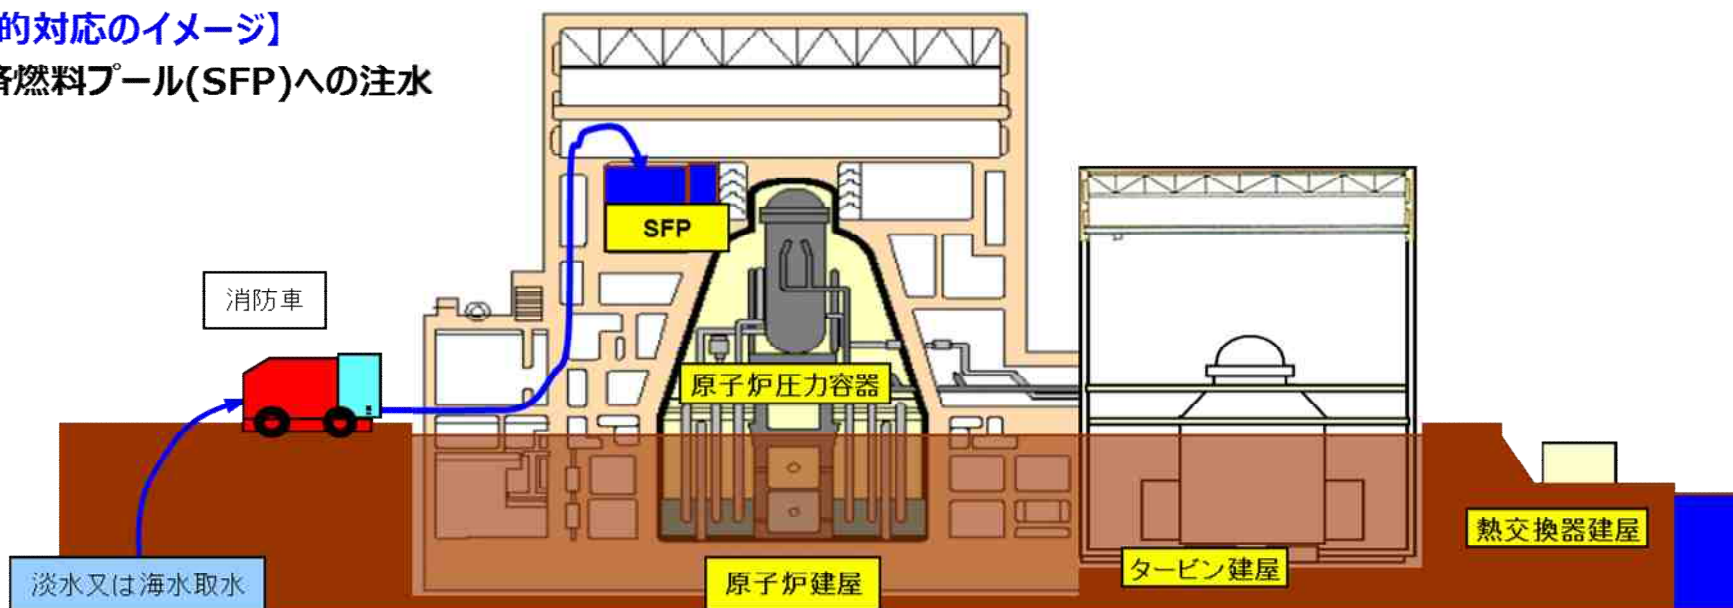 的対応のイメージ】
燃料プール(SFP)への注水
SFP
消防車
原子炉圧力容器
熱交換器建屋
タービン建屋
淡水又は海水取水
原子炉建屋